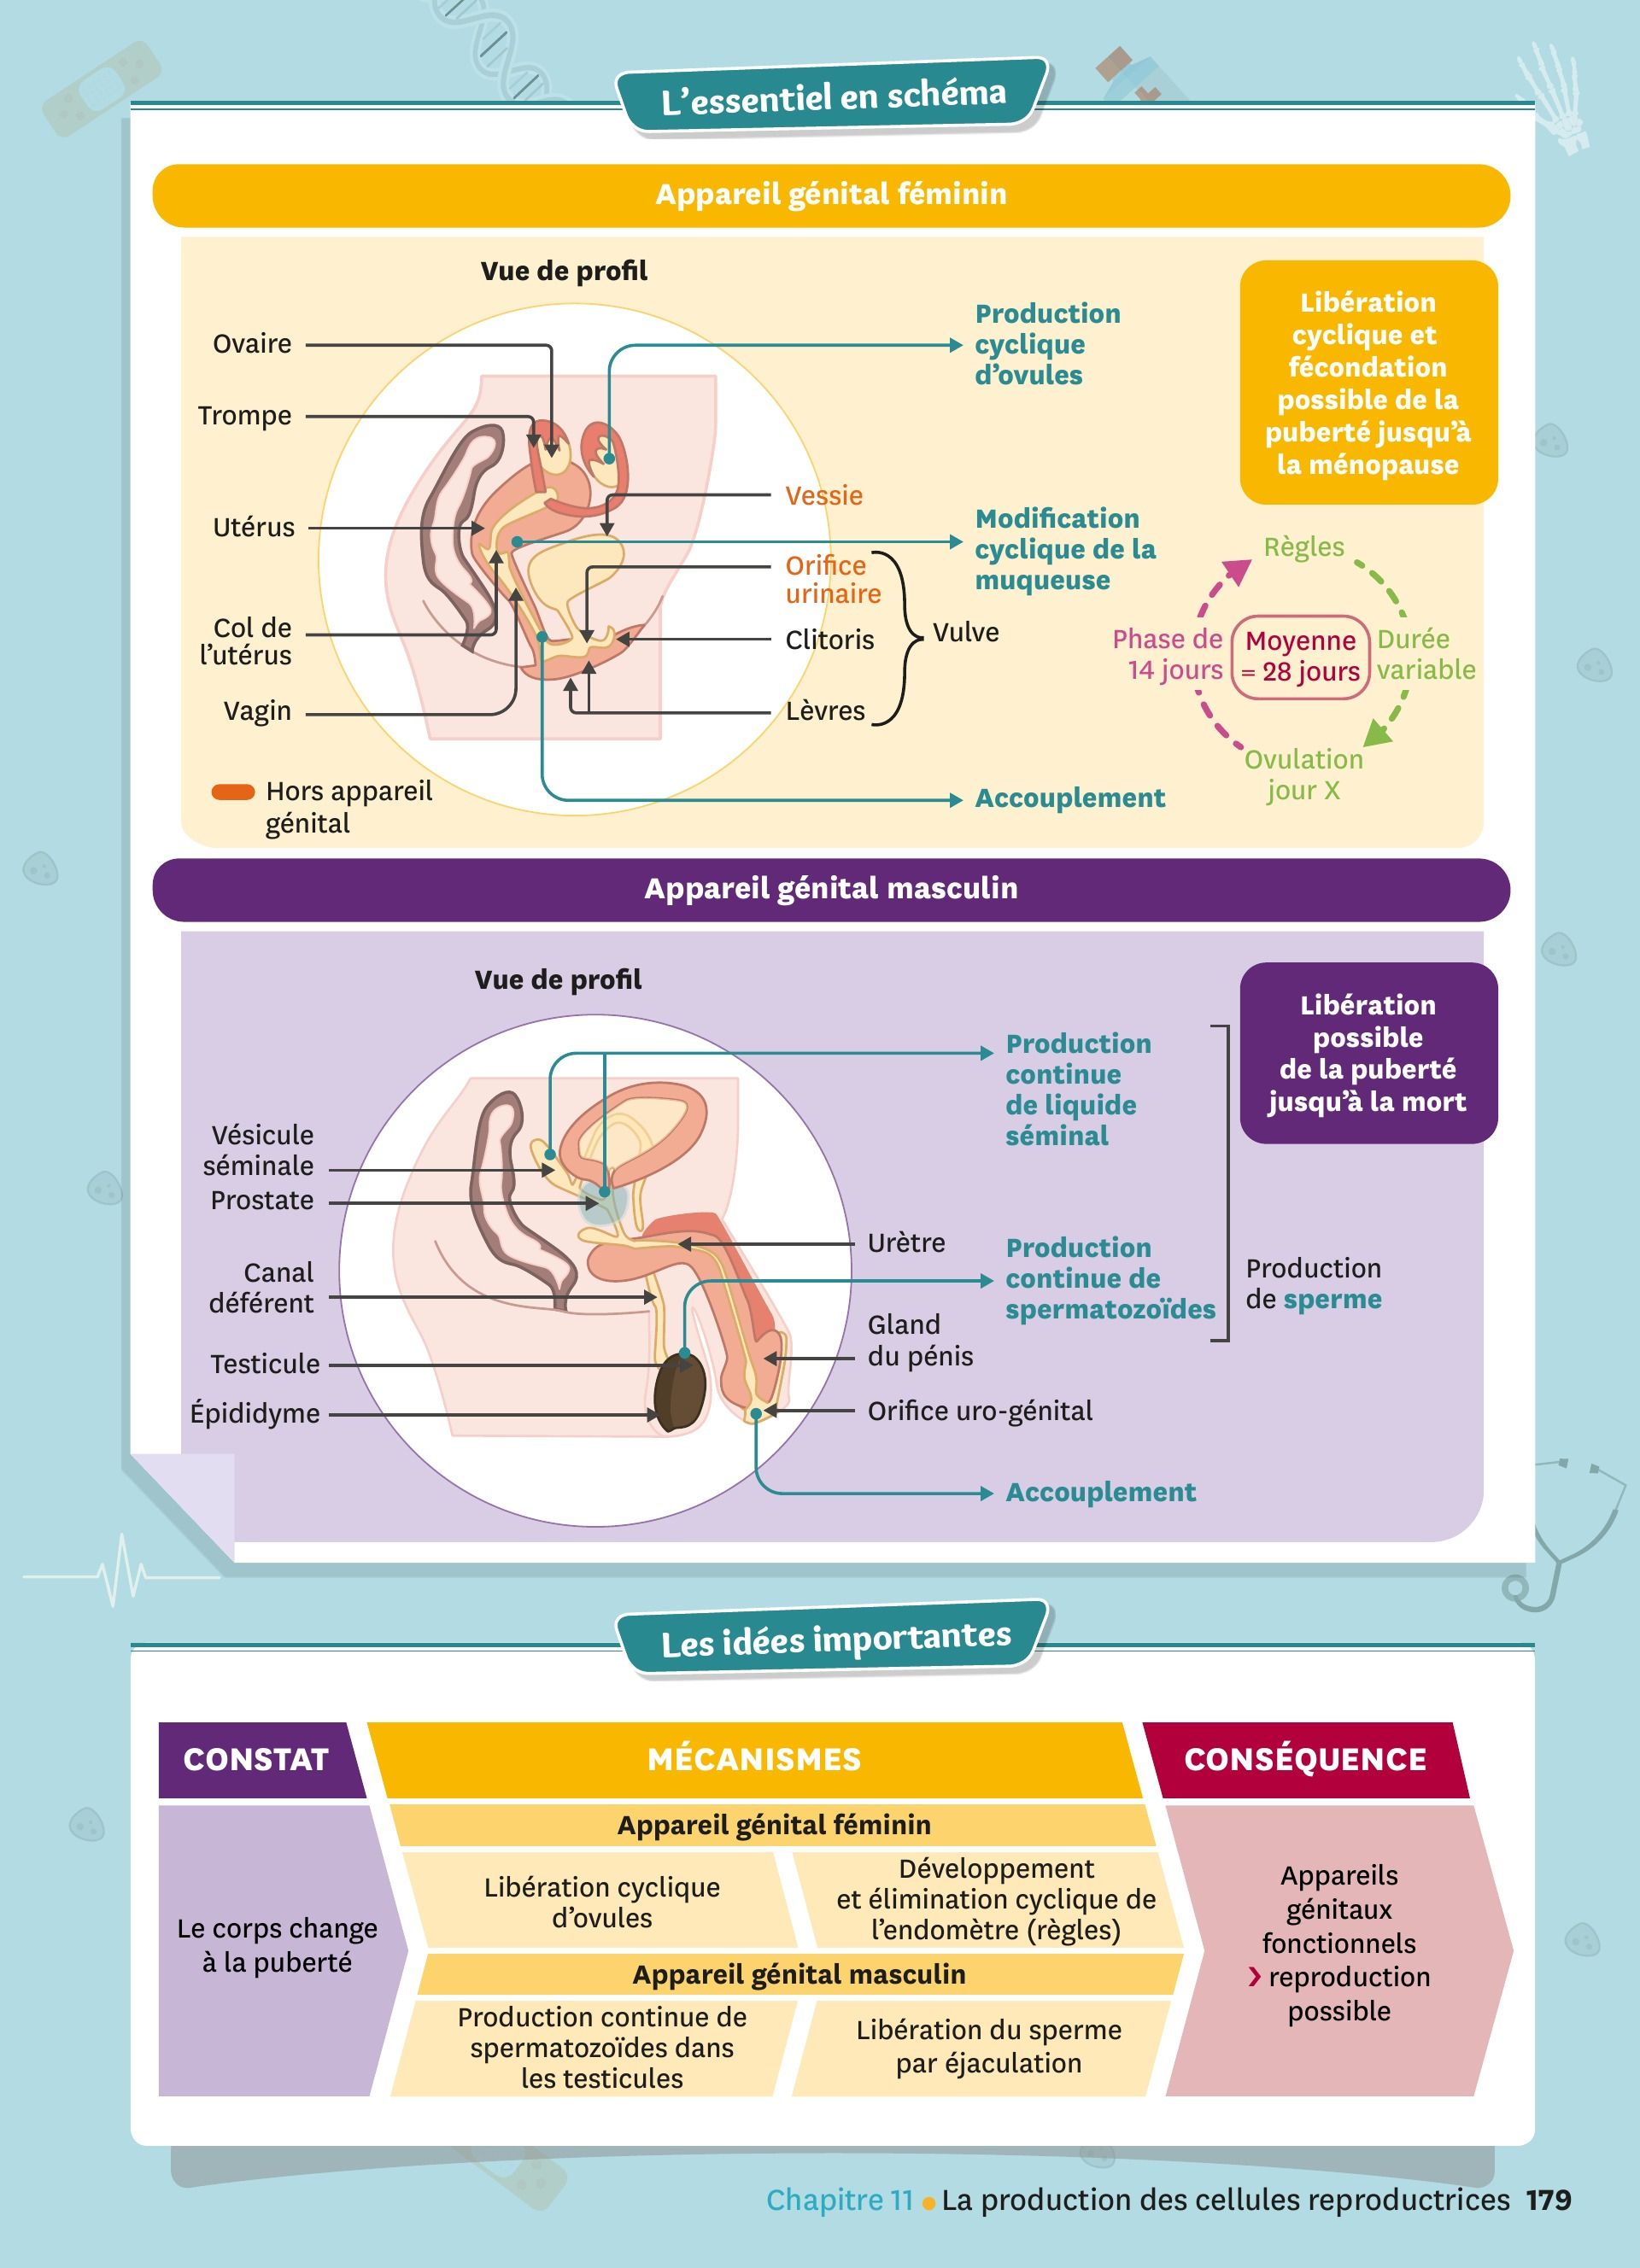 L'essentiel en schéma
Appareil génital féminin
Vue de profil
Ovaire
Trompe
Utérus
Col de
l'utérus
Vagin
Hors appareil
génital
Vessie
Orifice
urinaire
Clitoris
Lèvres
Vulve
Production
cyclique
d'ovules
Modification
cyclique de la
muqueuse
Accouplement
Libération
cyclique et
fécondation
possible de la
puberté jusqu'à
la ménopause
Règles
Phase de
14 jours
Moyenne
= 28 jours
Durée
variable
Ovulation
jour X
Appareil génital masculin
Vue de profil
Vésicule
séminale
Prostate
Canal
déférent
Testicule
Épididyme
Urètre
Gland
du pénis
Orifice uro-génital
Production
continue
de liquide
séminal
Production
continue de
spermatozoïdes
Accouplement
Production
de sperme
Libération
possible
de la puberté
jusqu'à la mort
Les idées importantes
CONSTAT
MÉCANISMES
CONSÉQUENCE
Le corps change
à la puberté
Appareil génital féminin
Libération cyclique
d'ovules
Développement
et élimination cyclique de
l'endomètre (règles)
Appareil génital masculin
Production continue de
spermatozoïdes dans
les testicules
Libération du sperme
par éjaculation
Appareils
génitaux
fonctionnels
› reproduction
possible
Chapitre 11 • La production des cellules reproductrices 179